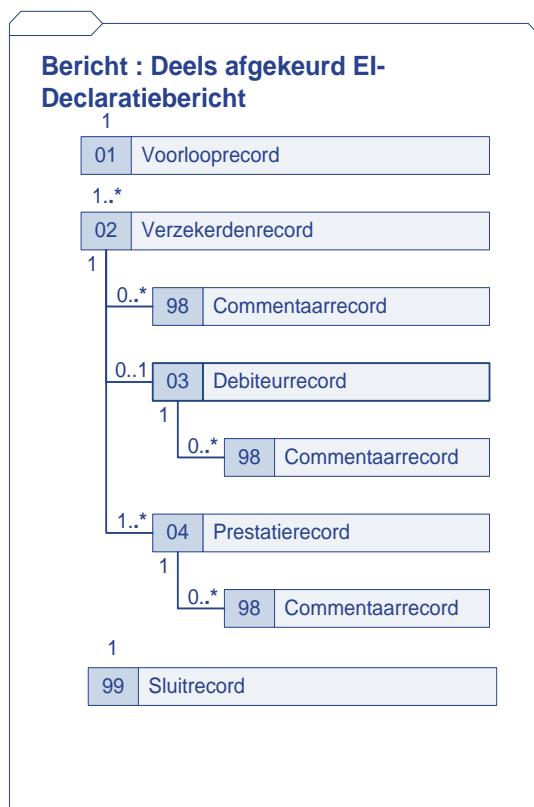 Bericht : Deels afgekeurd EI-
Declaratiebericht
1
01 Voorlooprecord
1..*
02 Verzekerdenrecord
1
0..* 98 Commentaarrecord
0..1 03 Debiteurrecord
1
0..* 98 Commentaarrecord
1..* 04 Prestatierecord
1
0..* 98 Commentaarrecord
1
99 Sluitrecord